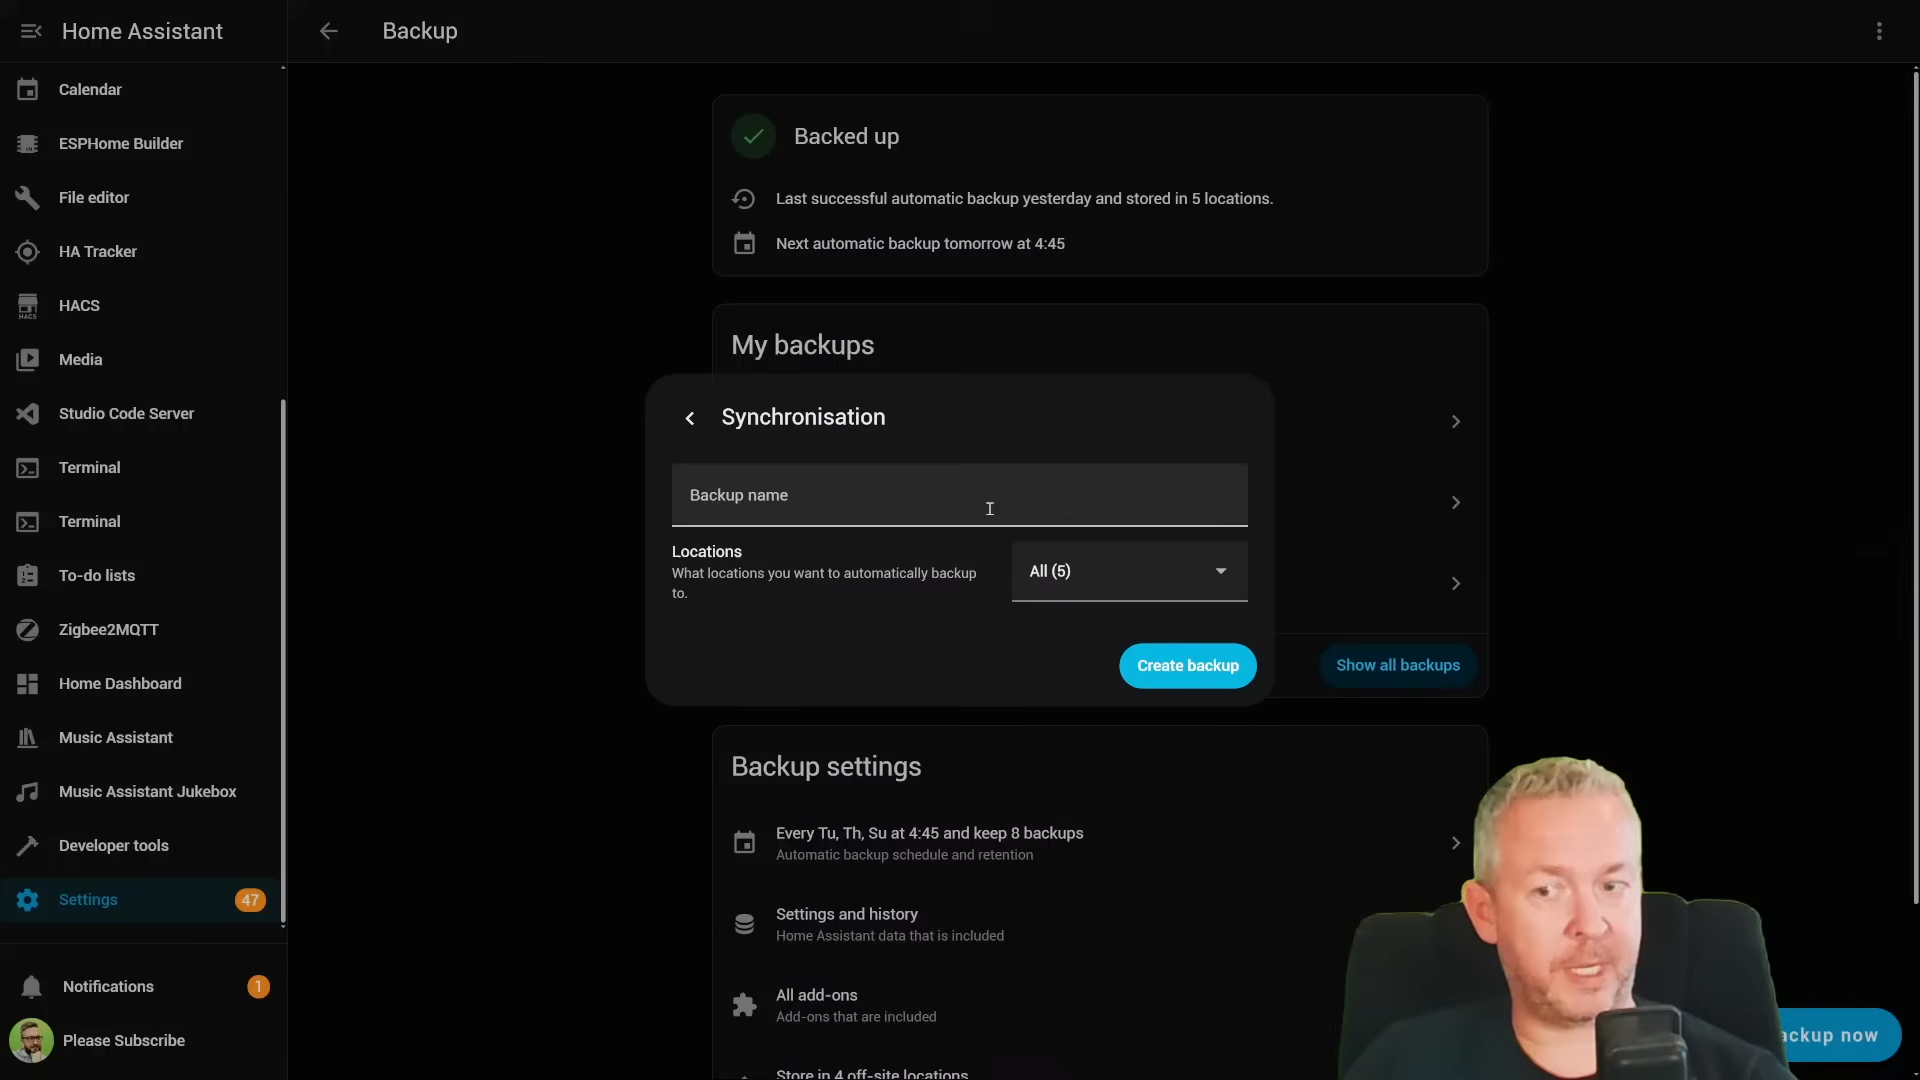 Home Assistant
Backup
Calendar
ESPHome Builder
File editor
HA Tracker
HACS
HACS
Media
Studio Code Server
Terminal
Terminal
To-do lists
Zigbee2MQTT
Home Dashboard
Music Assistant
Music Assistant Jukebox
Developer tools
Settings
47
Notifications
1
Please Subscribe
Backed up
Last successful automatic backup yesterday and stored in 5 locations.
Next automatic backup tomorrow at 4:45
My backups
Synchronisation
Backup name
Locations
What locations you want to automatically backup
to.
All (5)
Create backup
Show all backups
Backup settings
Every Tu, Th, Su at 4:45 and keep 8 backups
Automatic backup schedule and retention
Settings and history
Home Assistant data that is included
All add-ons
Add-ons that are included
Store in 4 off-site locations
ackup now